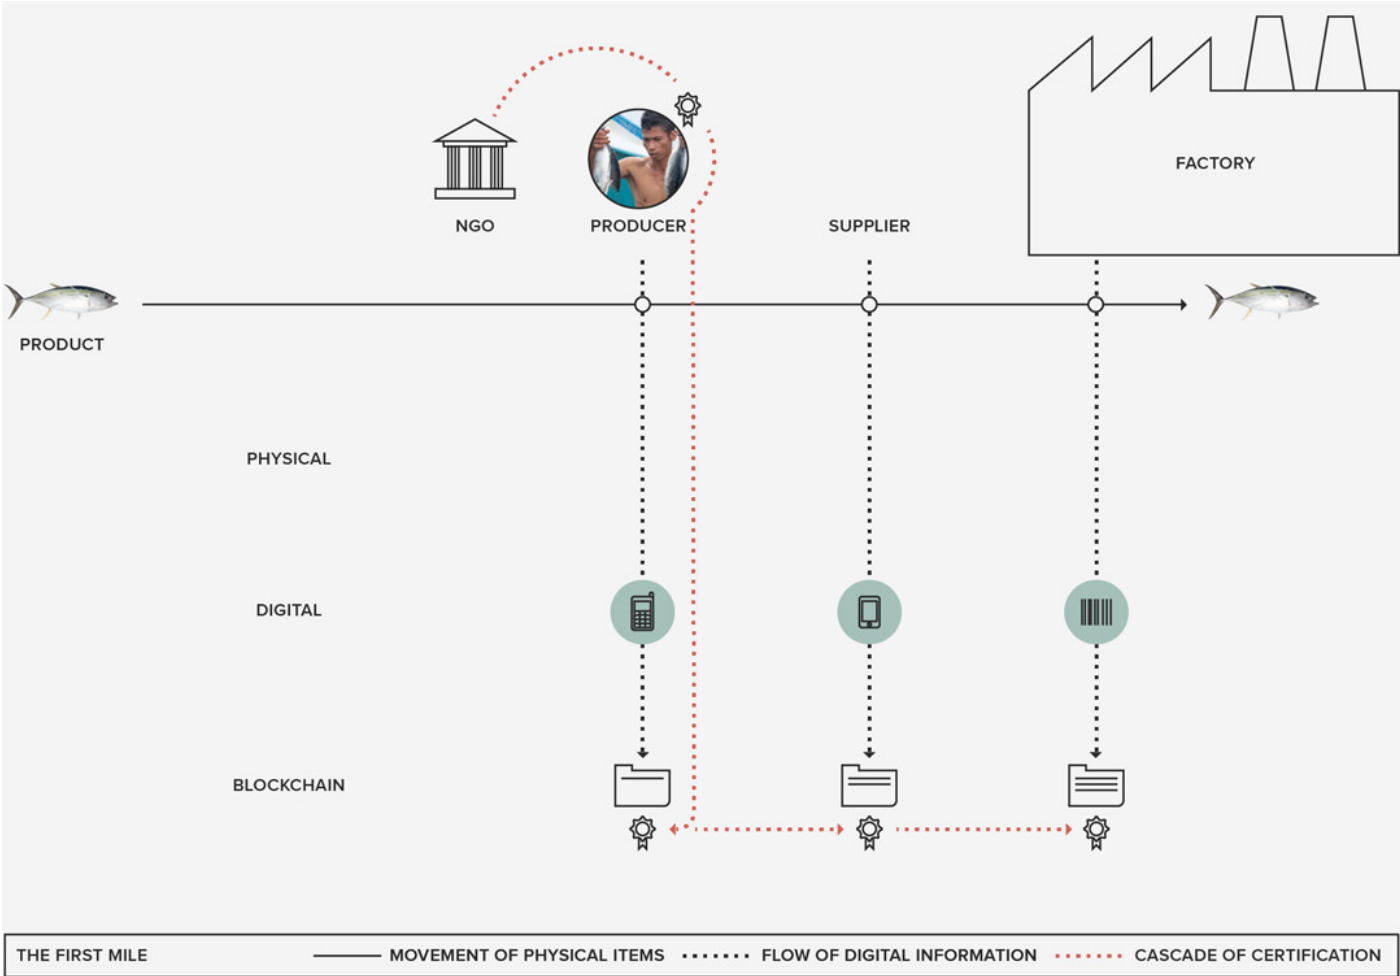 FACTORY
NGO
PRODUCER
SUPPLIER
PRODUCT
PHYSICAL
DIGITAL
BLOCKCHAIN
THE FIRST MILE
MOVEMENT OF PHYSICAL ITEMS
FLOW OF DIGITAL INFORMATION
CASCADE OF CERTIFICATION